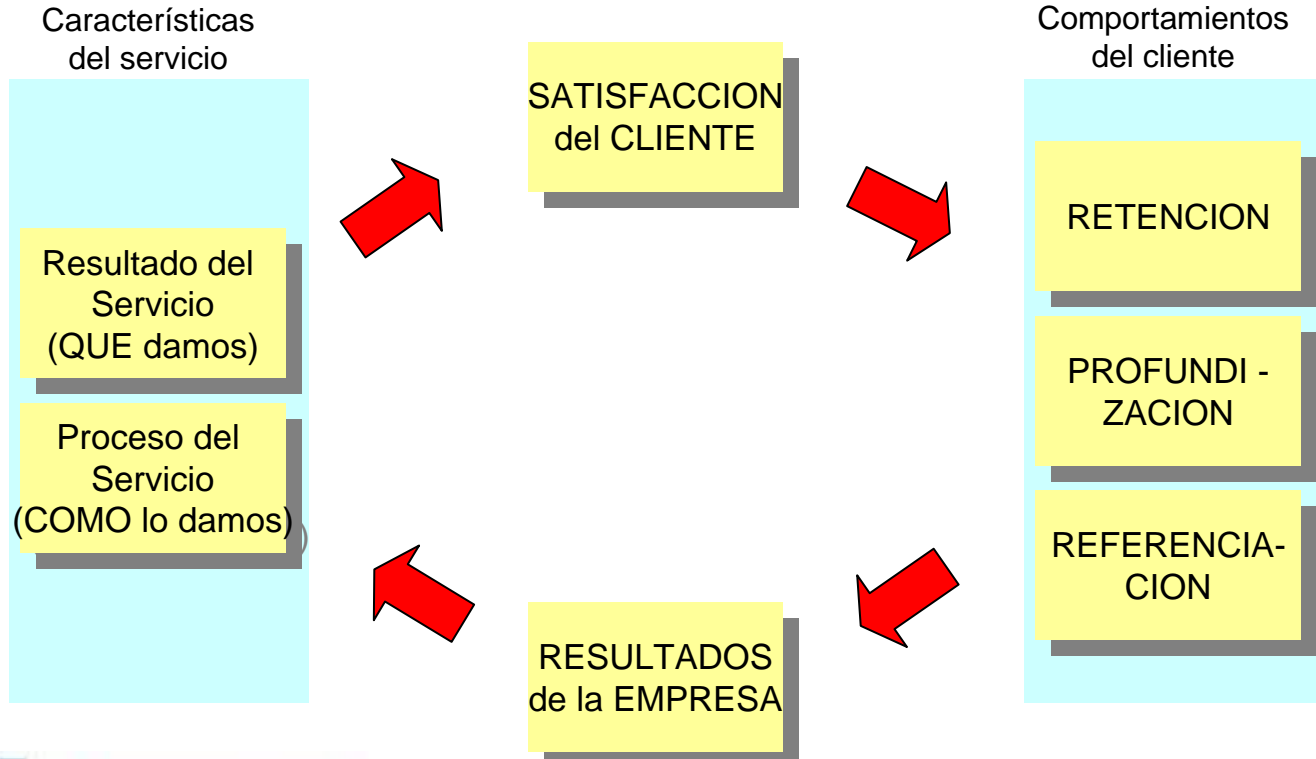 Características
del servicio
Resultado del
Servicio
(QUE damos)
Proceso del
Servicio
(COMO lo damos)
SATISFACCION
del CLIENTE
Comportamientos
del cliente
RETENCION
PROFUNDI -
ZACION
REFERENCIA-
CION
RESULTADOS
de la EMPRESA